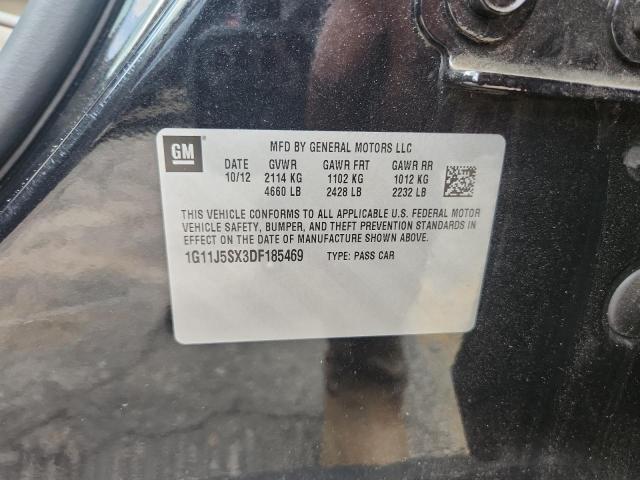 GM
MFD BY GENERAL MOTORS LLC
DATE GVWR GAWR FRT GAWR RR
10/12 2114 KG 1102 KG 1012 KG
4660 LB 2428 LB 2232 LB
THIS VEHICLE CONFORMS TO ALL APPLICABLE U.S. FEDERAL MOTOR
VEHICLE SAFETY, BUMPER, AND THEFT PREVENTION STANDARDS IN
EFFECT ON THE DATE OF MANUFACTURE SHOWN ABOVE.
1G11J5SX3DF185469 TYPE: PASS CAR